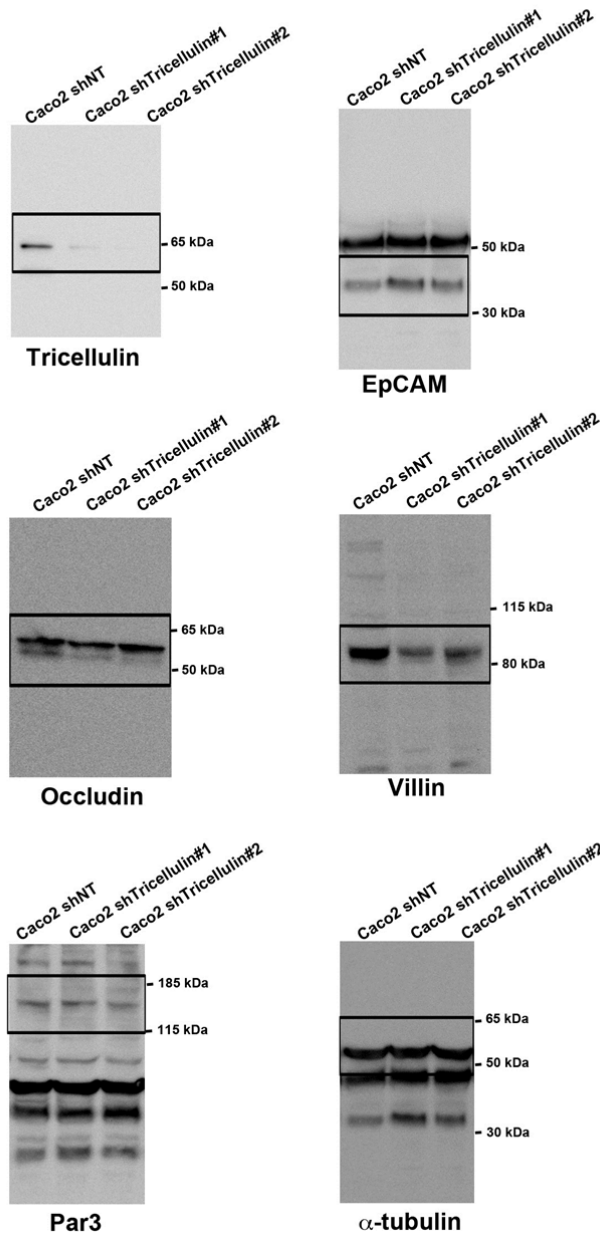 Caco2 shNT
Caco2 shTricellulin#1
Caco2 shTricellulin#2
65 kDa
50 kDa
Tricellulin
Caco2 shNT
Caco2 shTricellulin#1
Caco2 shTricellulin#2
50 kDa
30 kDa
EpCAM
Caco2 shNT
Caco2 shTricellulin#1
Caco2 shTricellulin#2
65 kDa
50 kDa
Occludin
Caco2 shNT
Caco2 shTricellulin#1
Caco2 shTricellulin#2
115 kDa
80 kDa
Villin
Caco2 shNT
Caco2 shTricellulin#1
Caco2 shTricellulin#2
185 kDa
115 kDa
Par3
Caco2 shNT
Caco2 shTricellulin#1
Caco2 shTricellulin#2
65 kDa
50 kDa
30 kDa
α-tubulin